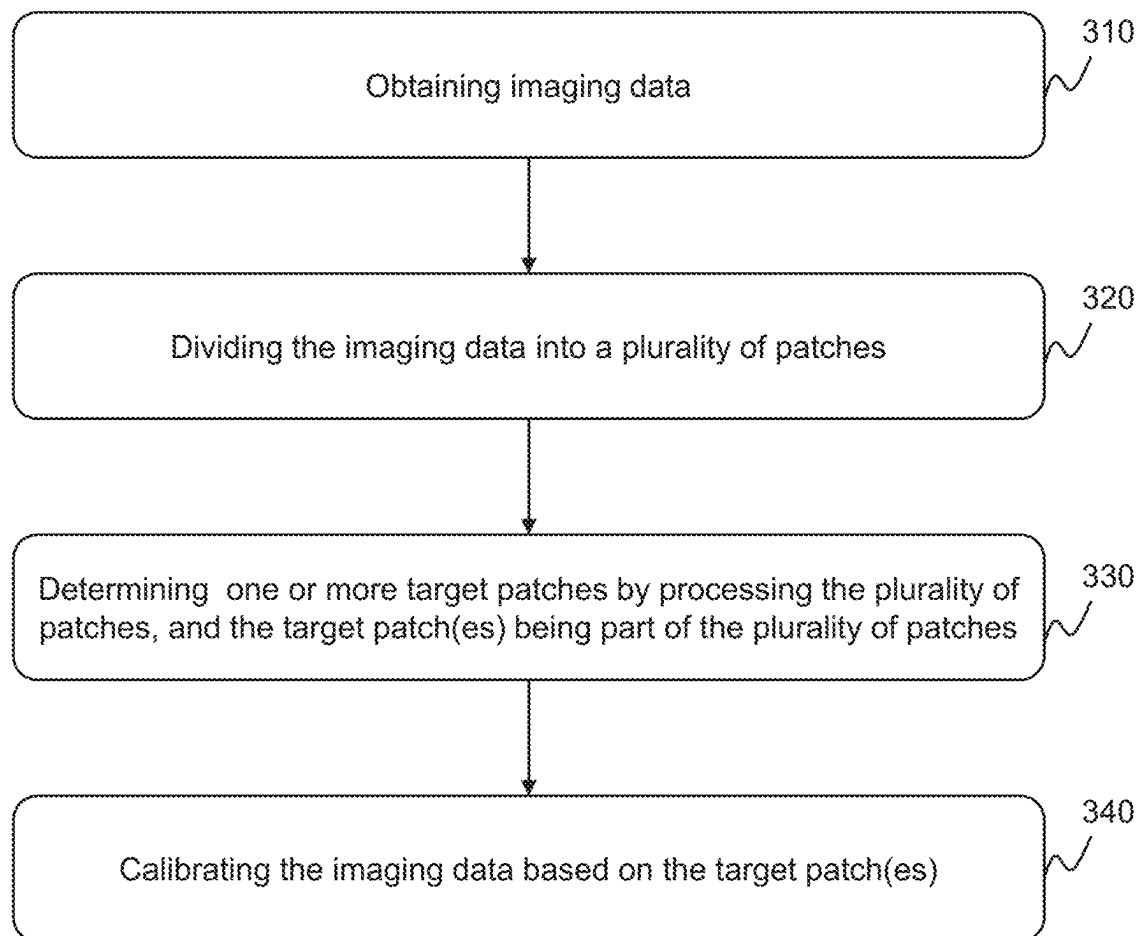 310
Obtaining imaging data
320
Dividing the imaging data into a plurality of patches
330
Determining one or more target patches by processing the plurality of
patches, and the target patch(es) being part of the plurality of patches
340
Calibrating the imaging data based on the target patch(es)